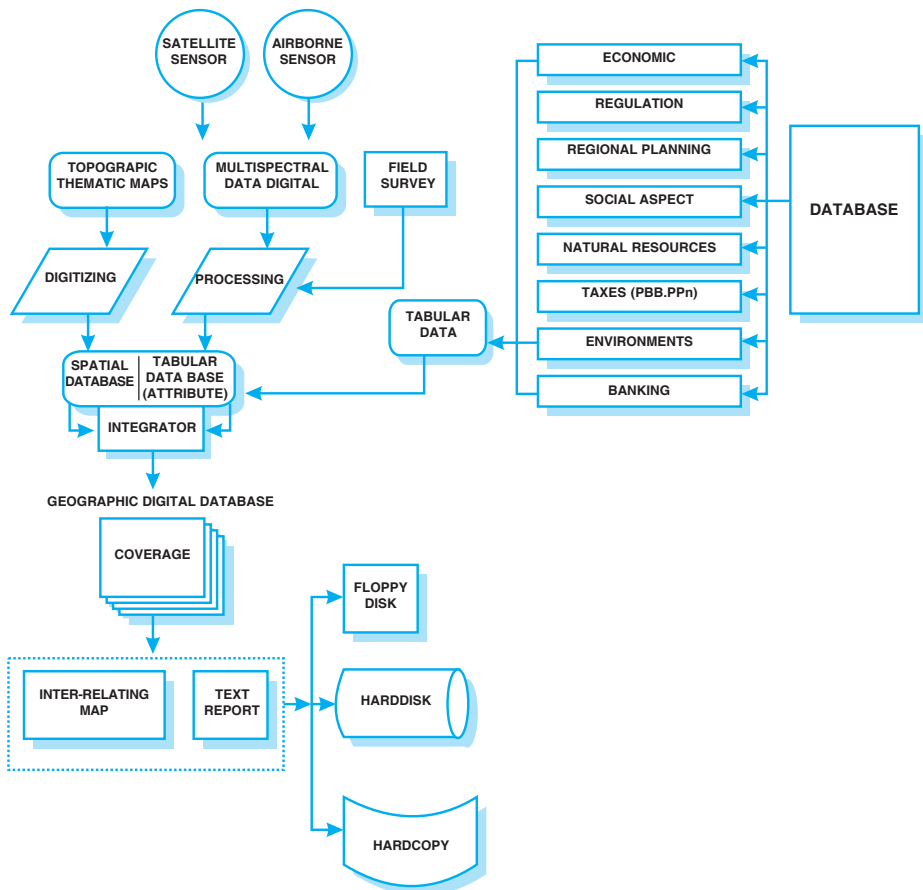 SATELLITE
SENSOR
AIRBORNE
SENSOR
TOPOGRAPIC
THEMATIC MAPS
MULTISPECTRAL
DATA DIGITAL
FIELD
SURVEY
DIGITIZING
PROCESSING
SPATIAL
DATABASE
TABULAR
DATA BASE
(ATTRIBUTE)
TABULAR
DATA
INTEGRATOR
ECONOMIC
REGULATION
REGIONAL PLANNING
SOCIAL ASPECT
NATURAL RESOURCES
TAXES (PBB.PPn)
ENVIRONMENTS
BANKING
DATABASE
GEOGRAPHIC DIGITAL DATABASE
COVERAGE
INTER-RELATING
MAP
TEXT
REPORT
FLOPPY
DISK
HARDDISK
HARDCOPY